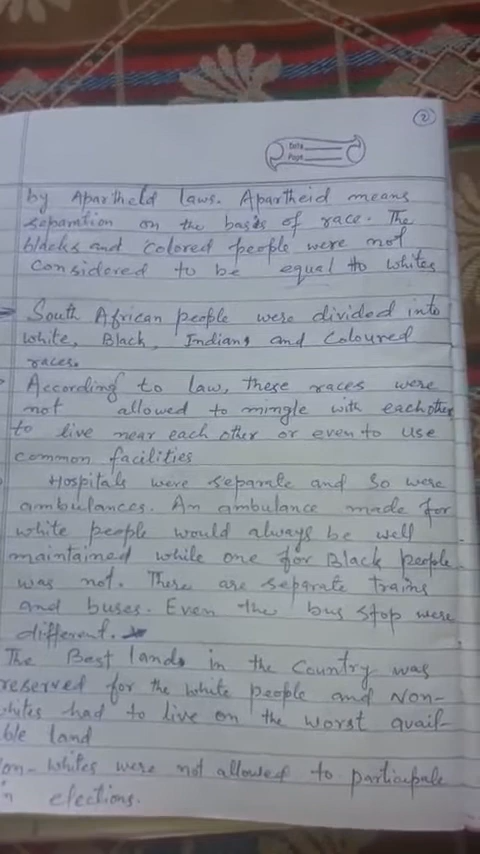 2
Date
Page
by Apartheid laws. Apartheid means
separation on the basis of race. The
blacks and colored people were not
considered to be equal to whites
South African people were divided into
white, Black, Indians and Coloured
races.
According to law, these races were
not allowed to mingle with each other
to live near each other or even to use
common facilities
Hospitals were separate and so were
ambulances. An ambulance made for
white people would always be well
maintained while one for Black people
was not. There are separate trains
and buses. Even the bus stop were
different.
The Best lands in the country was
reserved for the white people and Non-
whites had to live on the worst avail-
ble land
on-whites were not allowed to participate
in elections.